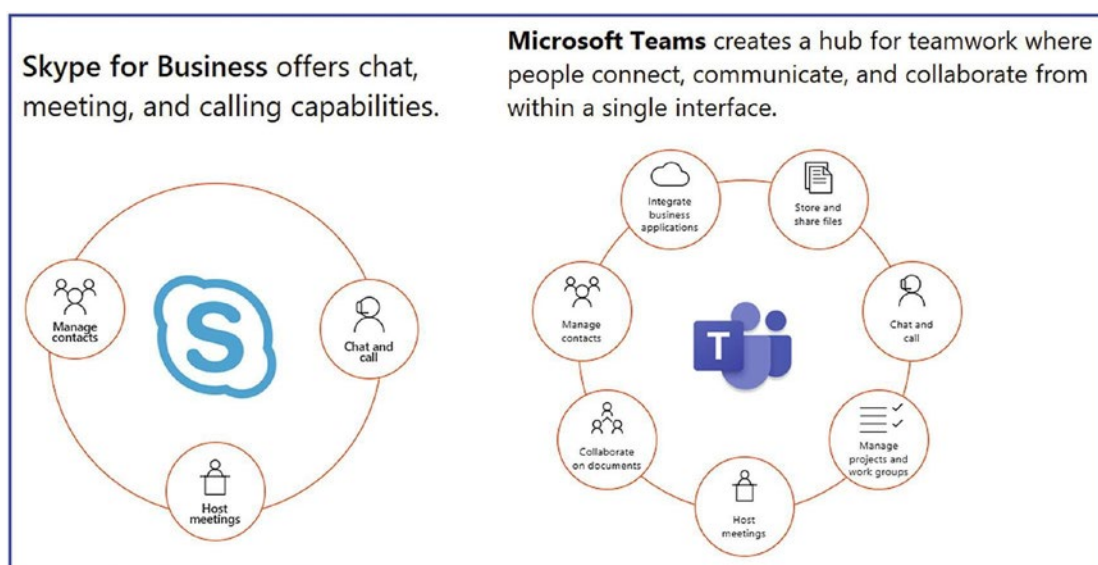 Skype for Business offers chat,
meeting, and calling capabilities.
Manage
contacts
S
Chat and
call
Host
meetings
Microsoft Teams creates a hub for teamwork where
people connect, communicate, and collaborate from
within a single interface.
Integrate
business
applications
Store and
share files
Manage
contacts
T
Chat and
call
Collaborate
on documents
Manage
projects and
work groups
Host
meetings